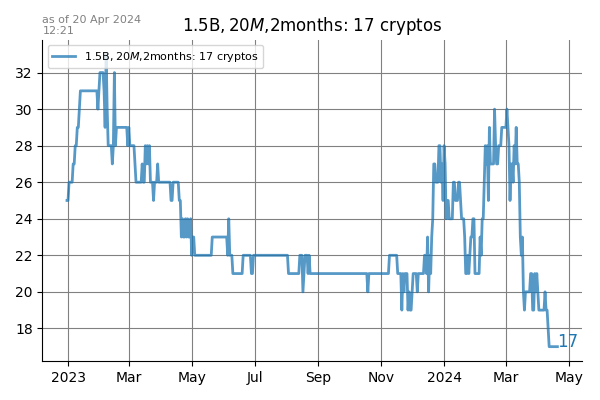 as of 20 Apr 2024
12:21
1.5B, 20M,2months: 17 cryptos
1.5B, 20M,2months: 17 cryptos
32
30
28
26
24
22
20
18
17
2023
Mar
May
Jul
Sep
Nov
2024
Mar
May